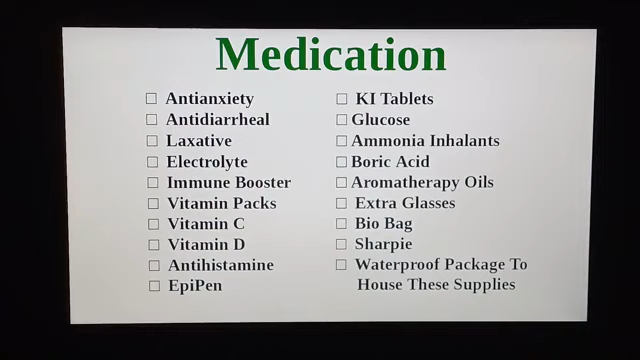 Medication
☐ Antianxiety
☐ Antidiarrheal
☐ Laxative
☐ Electrolyte
☐ Immune Booster
☐ Vitamin Packs
☐ Vitamin C
☐ Vitamin D
☐ Antihistamine
☐ EpiPen
☐ KI Tablets
☐ Glucose
☐ Ammonia Inhalants
☐ Boric Acid
☐ Aromatherapy Oils
☐ Extra Glasses
☐ Bio Bag
☐ Sharpie
☐ Waterproof Package To
House These Supplies